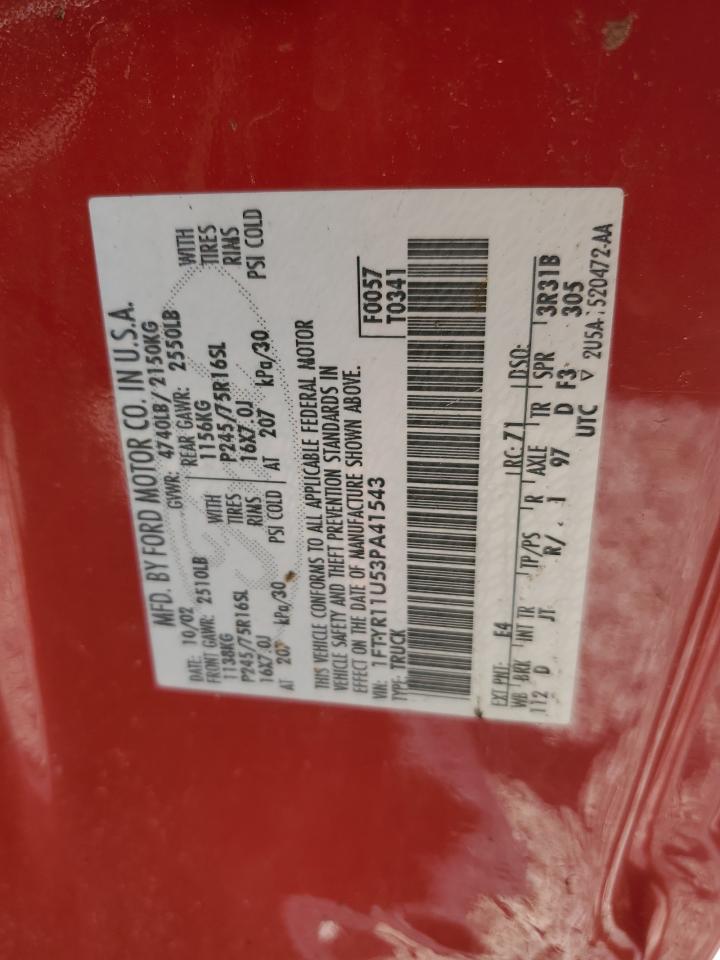 MFD. BY FORD MOTOR CO. IN U.S.A.
DATE: 10/02 GVWR: 4740LB/2150KG
FRONT GAWR: 2510LB REAR GAWR: 2550LB
1138KG WITH 1156KG WITH
P245/75R16SL TIRES P245/75R16SL TIRES
16X7.0J RIMS 16X7.0J RIMS
AT 207 kPa/30 PSI COLD AT 207 kPa/30 PSI COLD
THIS VEHICLE CONFORMS TO ALL APPLICABLE FEDERAL MOTOR
VEHICLE SAFETY AND THEFT PREVENTION STANDARDS IN
EFFECT ON THE DATE OF MANUFACTURE SHOWN ABOVE.
VIN: 1FTYR11U53PA41543 F0057
TYPE: TRUCK T0341
EXT PNT: E4 RC: 71 DSO:
WB BRK INT TR TP/PS R AXLE TR SPR 3R31B
112 D JT R/. 1 97 D F3 305
UTC ▽ 2U5A-1520472-AA